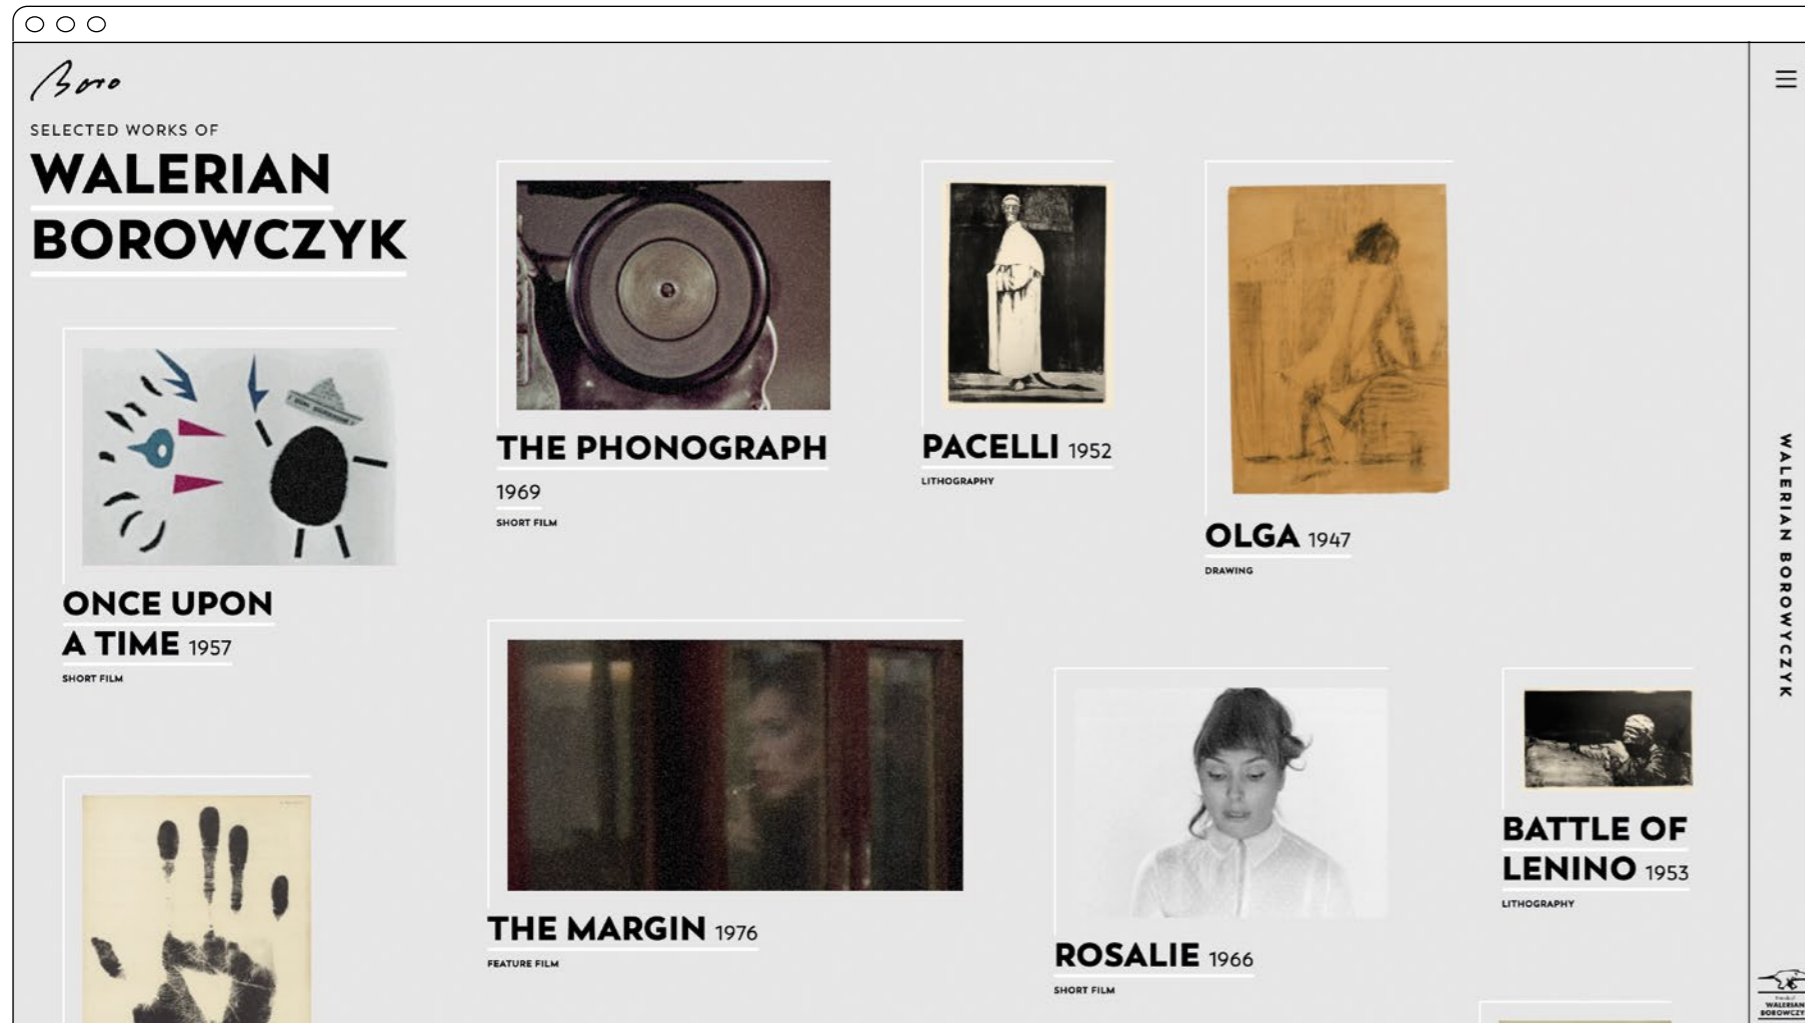 Boro
SELECTED WORKS OF
WALERIAN
BOROWCZYK
ONCE UPON
A TIME 1957
SHORT FILM
THE PHONOGRAPH
1969
SHORT FILM
PACELLI 1952
LITHOGRAPHY
OLGA 1947
DRAWING
THE MARGIN 1976
FEATURE FILM
ROSALIE 1966
SHORT FILM
BATTLE OF
LENINO 1953
LITHOGRAPHY
WALERIAN BOROWYCZYK
WALERIAN
BOROWCZY